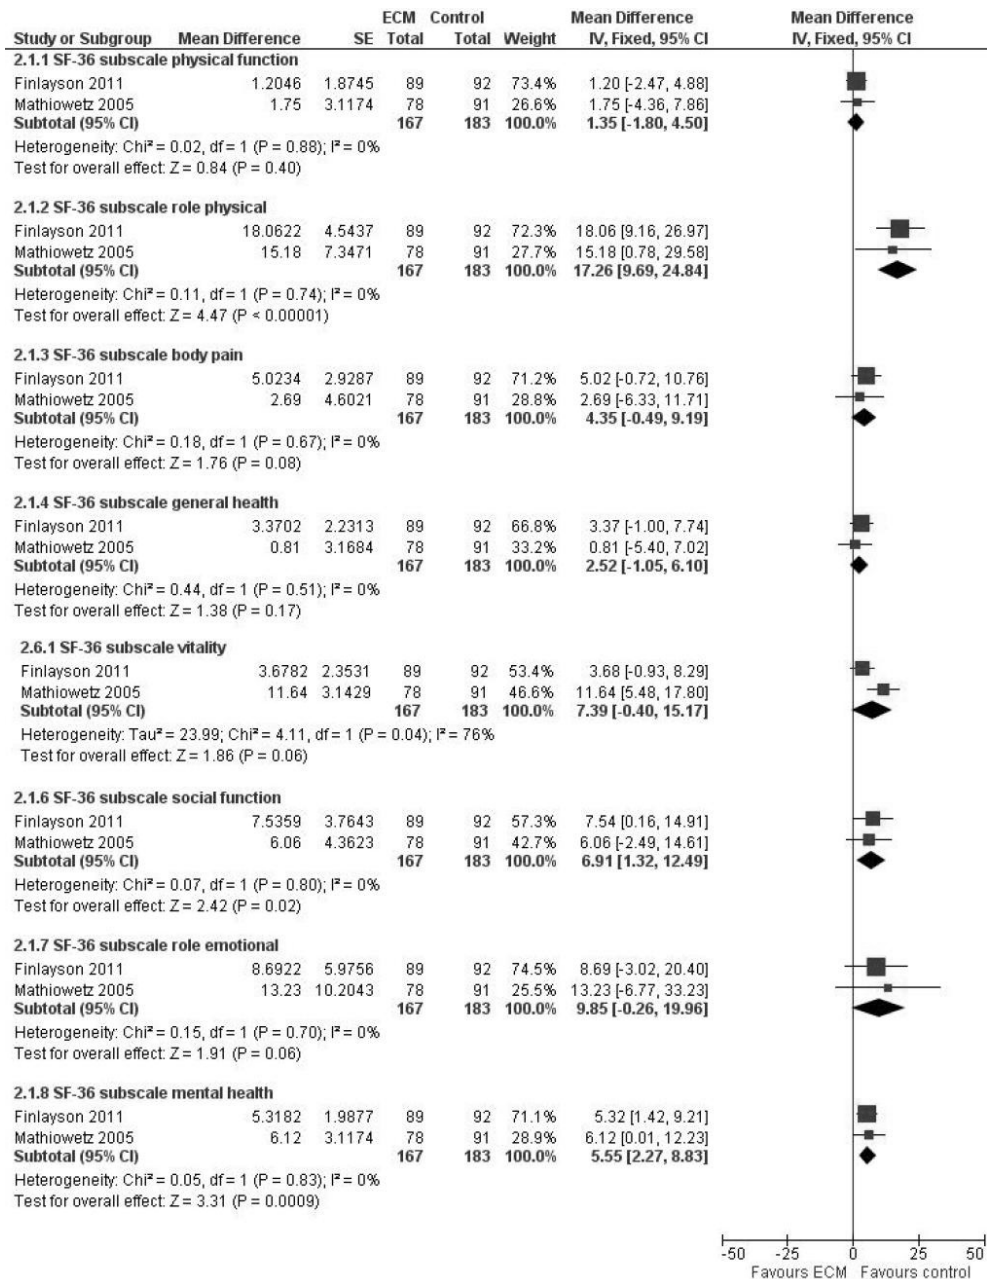 ECM Control Mean Difference Mean Difference
Study or Subgroup Mean Difference SE Total Total Weight IV, Fixed, 95% CI IV, Fixed, 95% CI
2.1.1 SF-36 subscale physical function
Finlayson 2011 1.2046 1.8745 89 92 73.4% 1.20 [-2.47, 4.88]
Mathiowetz 2005 1.75 3.1174 78 91 26.6% 1.75 [-4.36, 7.86]
Subtotal (95% CI) 167 183 100.0% 1.35 [-1.80, 4.50]
Heterogeneity: Chi² = 0.02, df = 1 (P = 0.88); I² = 0%
Test for overall effect: Z = 0.84 (P = 0.40)
2.1.2 SF-36 subscale role physical
Finlayson 2011 18.0622 4.5437 89 92 72.3% 18.06 [9.16, 26.97]
Mathiowetz 2005 15.18 7.3471 78 91 27.7% 15.18 [0.78, 29.58]
Subtotal (95% CI) 167 183 100.0% 17.26 [9.69, 24.84]
Heterogeneity: Chi² = 0.11, df = 1 (P = 0.74); I² = 0%
Test for overall effect: Z = 4.47 (P < 0.00001)
2.1.3 SF-36 subscale body pain
Finlayson 2011 5.0234 2.9287 89 92 71.2% 5.02 [-0.72, 10.76]
Mathiowetz 2005 2.69 4.6021 78 91 28.8% 2.69 [-6.33, 11.71]
Subtotal (95% CI) 167 183 100.0% 4.35 [-0.49, 9.19]
Heterogeneity: Chi² = 0.18, df = 1 (P = 0.67); I² = 0%
Test for overall effect: Z = 1.76 (P = 0.08)
2.1.4 SF-36 subscale general health
Finlayson 2011 3.3702 2.2313 89 92 66.8% 3.37 [-1.00, 7.74]
Mathiowetz 2005 0.81 3.1684 78 91 33.2% 0.81 [-5.40, 7.02]
Subtotal (95% CI) 167 183 100.0% 2.52 [-1.05, 6.10]
Heterogeneity: Chi² = 0.44, df = 1 (P = 0.51); I² = 0%
Test for overall effect: Z = 1.38 (P = 0.17)
2.6.1 SF-36 subscale vitality
Finlayson 2011 3.6782 2.3531 89 92 53.4% 3.68 [-0.93, 8.29]
Mathiowetz 2005 11.64 3.1429 78 91 46.6% 11.64 [5.48, 17.80]
Subtotal (95% CI) 167 183 100.0% 7.39 [-0.40, 15.17]
Heterogeneity: Tau² = 23.99; Chi² = 4.11, df = 1 (P = 0.04); I² = 76%
Test for overall effect: Z = 1.86 (P = 0.06)
2.1.6 SF-36 subscale social function
Finlayson 2011 7.5359 3.7643 89 92 57.3% 7.54 [0.16, 14.91]
Mathiowetz 2005 6.06 4.3623 78 91 42.7% 6.06 [-2.49, 14.61]
Subtotal (95% CI) 167 183 100.0% 6.91 [1.32, 12.49]
Heterogeneity: Chi² = 0.07, df = 1 (P = 0.80); I² = 0%
Test for overall effect: Z = 2.42 (P = 0.02)
2.1.7 SF-36 subscale role emotional
Finlayson 2011 8.6922 5.9756 89 92 74.5% 8.69 [-3.02, 20.40]
Mathiowetz 2005 13.23 10.2043 78 91 25.5% 13.23 [-6.77, 33.23]
Subtotal (95% CI) 167 183 100.0% 9.85 [-0.26, 19.96]
Heterogeneity: Chi² = 0.15, df = 1 (P = 0.70); I² = 0%
Test for overall effect: Z = 1.91 (P = 0.06)
2.1.8 SF-36 subscale mental health
Finlayson 2011 5.3182 1.9877 89 92 71.1% 5.32 [1.42, 9.21]
Mathiowetz 2005 6.12 3.1174 78 91 28.9% 6.12 [0.01, 12.23]
Subtotal (95% CI) 167 183 100.0% 5.55 [2.27, 8.83]
Heterogeneity: Chi² = 0.05, df = 1 (P = 0.83); I² = 0%
Test for overall effect: Z = 3.31 (P = 0.0009)
-50 -25 0 25 50
Favours ECM Favours control